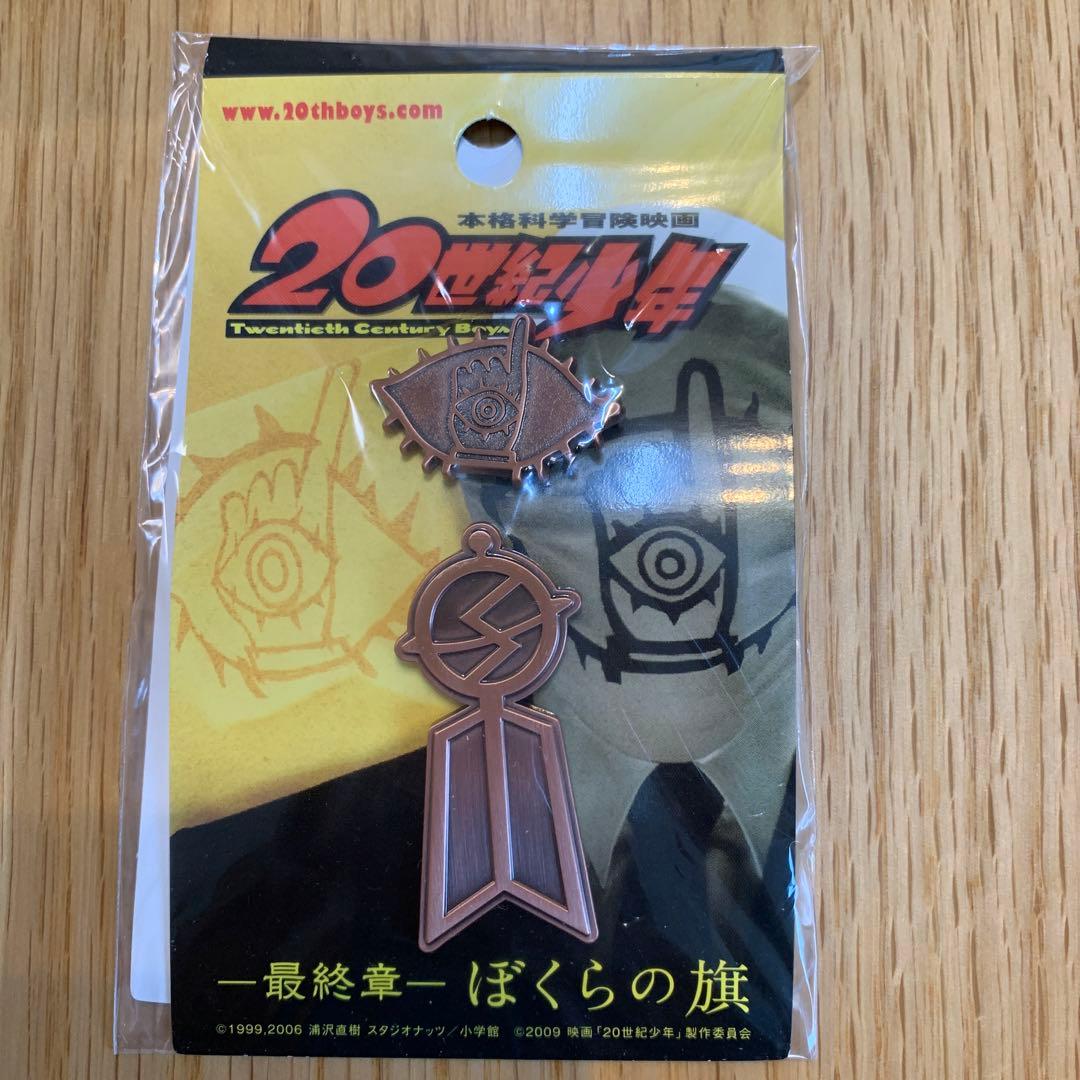 www.20thboys.com
本格科学冒険映画
20世紀少年
Twentieth Century Boys
—最終章— ぼくらの旗
©1999,2006 浦沢直樹 スタジオナッツ／小学館 ©2009 映画「20世紀少年」製作委員会